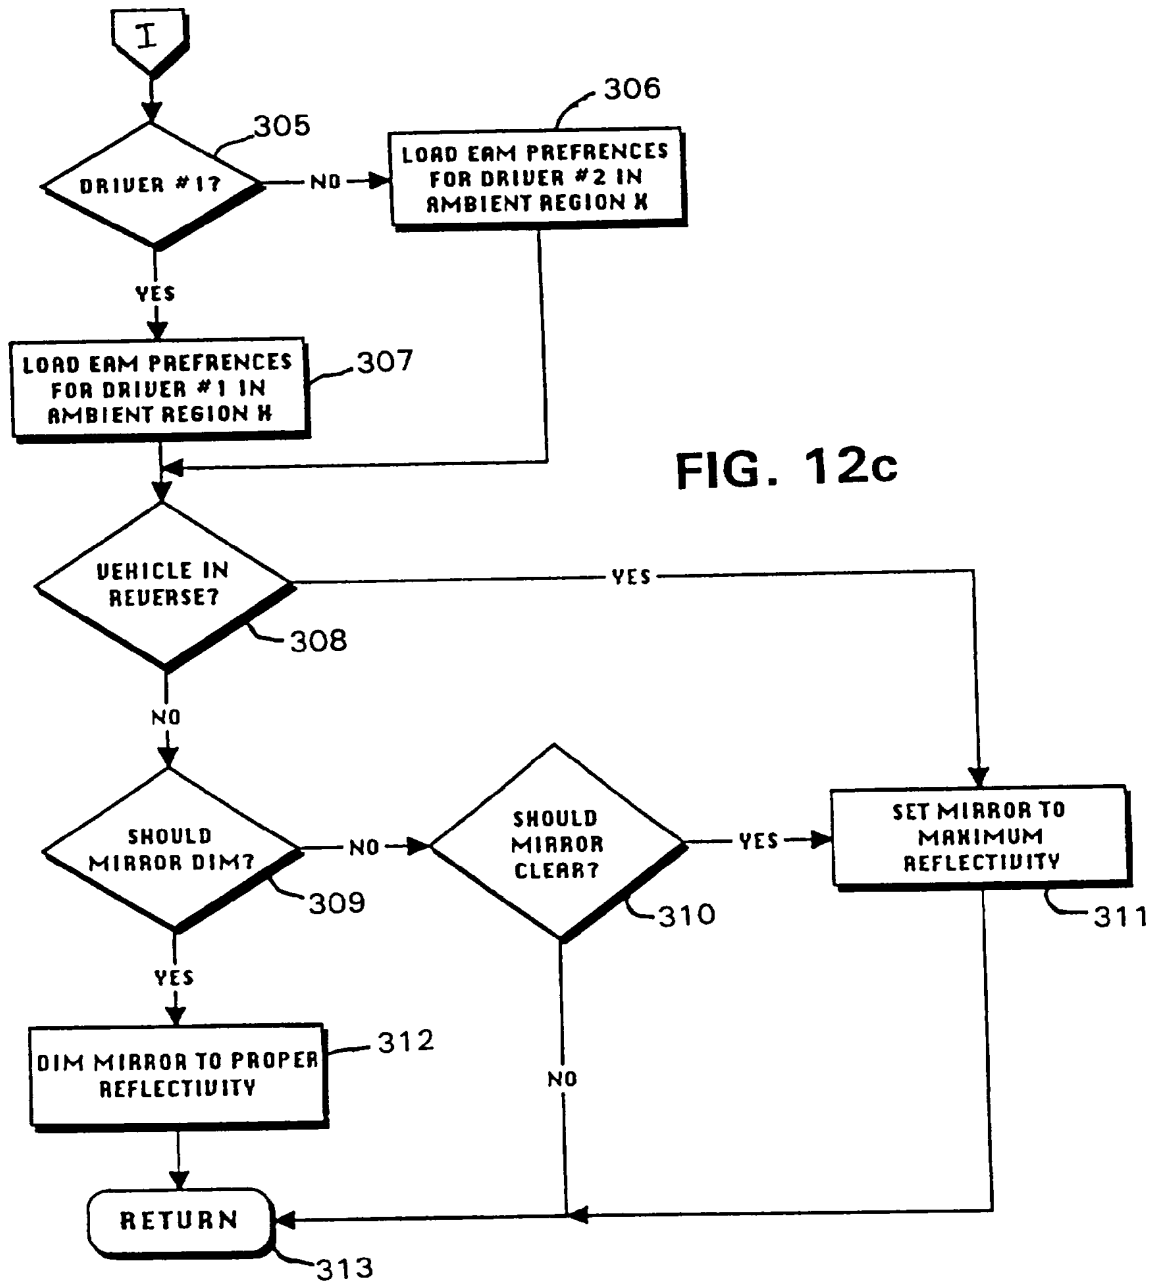 I
305
DRIVER #1?
NO
306
LOAD EAM PREFRENCES
FOR DRIVER #2 IN
AMBIENT REGION X
YES
LOAD EAM PREFRENCES
FOR DRIVER #1 IN
AMBIENT REGION X
307
FIG. 12c
VEHICLE IN
REVERSE?
308
YES
NO
SHOULD
MIRROR DIM?
309
NO
SHOULD
MIRROR
CLEAR?
310
YES
SET MIRROR TO
MAXIMUM
REFLECTIVITY
311
YES
DIM MIRROR TO PROPER
REFLECTIVITY
312
NO
RETURN
313